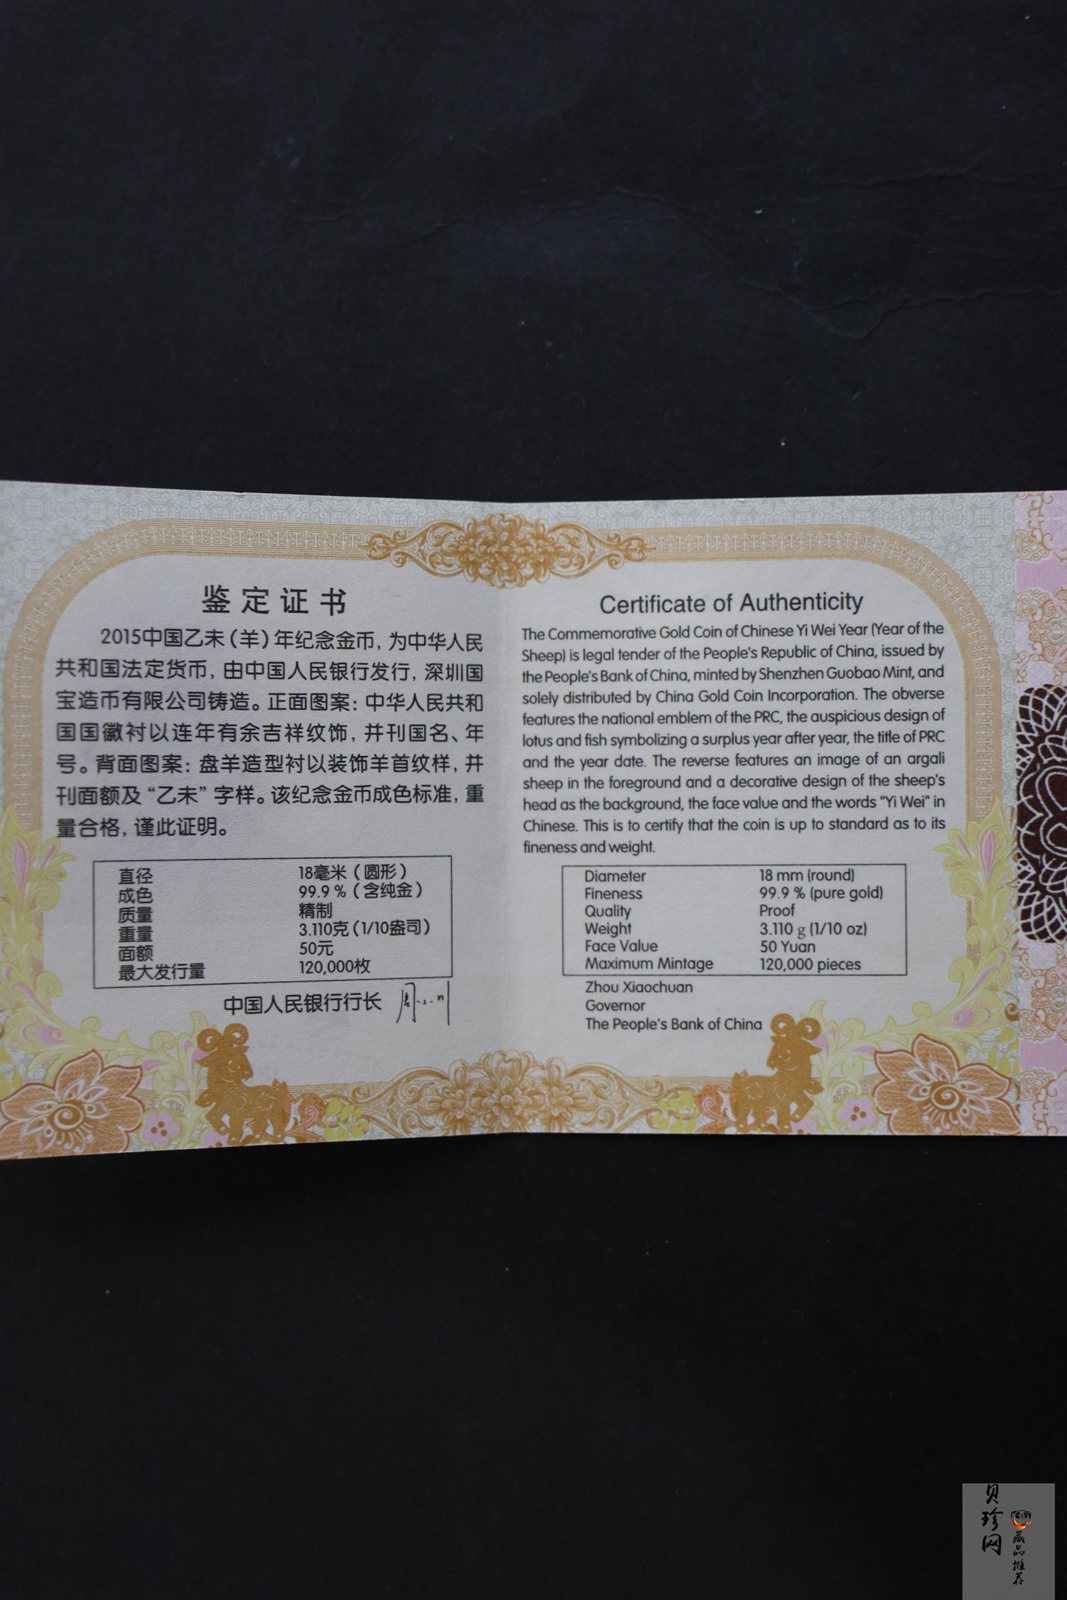 鉴定证书
2015中国乙未(羊)年纪念金币，为中华人民
共和国法定货币，由中国人民银行发行，深圳国
宝造币有限公司铸造。正面图案：中华人民共和
国国徽衬以连年有余吉祥纹饰，并刊国名、年
号。背面图案：盘羊造型衬以装饰羊首纹样，并
刊面额及“乙未”字样。该纪念金币成色标准，重
量合格，谨此证明。
直径 18毫米（圆形）
成色 99.9％（含纯金）
质量 精制
重量 3.110克(1/10盎司)
面额 50元
最大发行量 120,000枚
中国人民银行行长
Certificate of Authenticity
The Commemorative Gold Coin of Chinese Yi Wei Year (Year of the
Sheep) is legal tender of the People's Republic of China, issued by
the People's Bank of China, minted by Shenzhen Guobao Mint, and
solely distributed by China Gold Coin Incorporation. The obverse
features the national emblem of the PRC, the auspicious design of
lotus and fish symbolizing a surplus year after year, the title of PRC
and the year date. The reverse features an image of an argali
sheep in the foreground and a decorative design of the sheep's
head as the background, the face value and the words "Yi Wei" in
Chinese. This is to certify that the coin is up to standard as to its
fineness and weight.
Diameter 18 mm (round)
Fineness 99.9 % (pure gold)
Quality Proof
Weight 3.110 g (1/10 oz)
Face Value 50 Yuan
Maximum Mintage 120,000 pieces
Zhou Xiaochuan
Governor
The People's Bank of China
贝珍网
藏品推荐